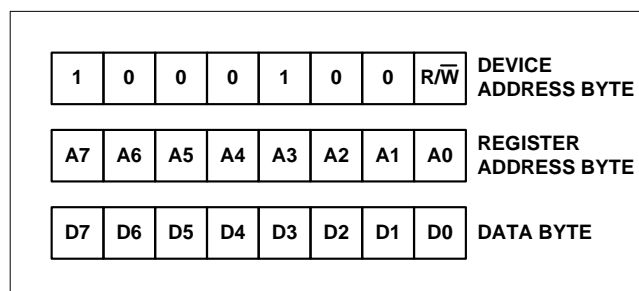 1 0 0 0 1 0 0 R/W̅ DEVICE
ADDRESS BYTE
A7 A6 A5 A4 A3 A2 A1 A0 REGISTER
ADDRESS BYTE
D7 D6 D5 D4 D3 D2 D1 D0 DATA BYTE